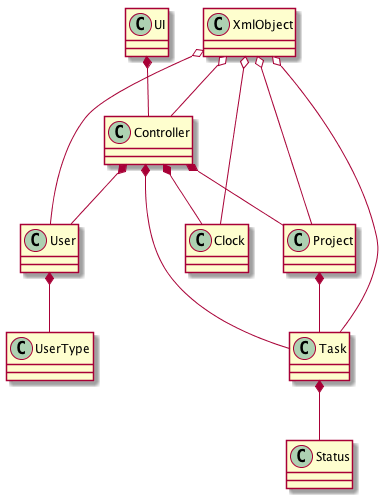 C UI
C XmlObject
C Controller
C User
C Clock
C Project
C UserType
C Task
C Status